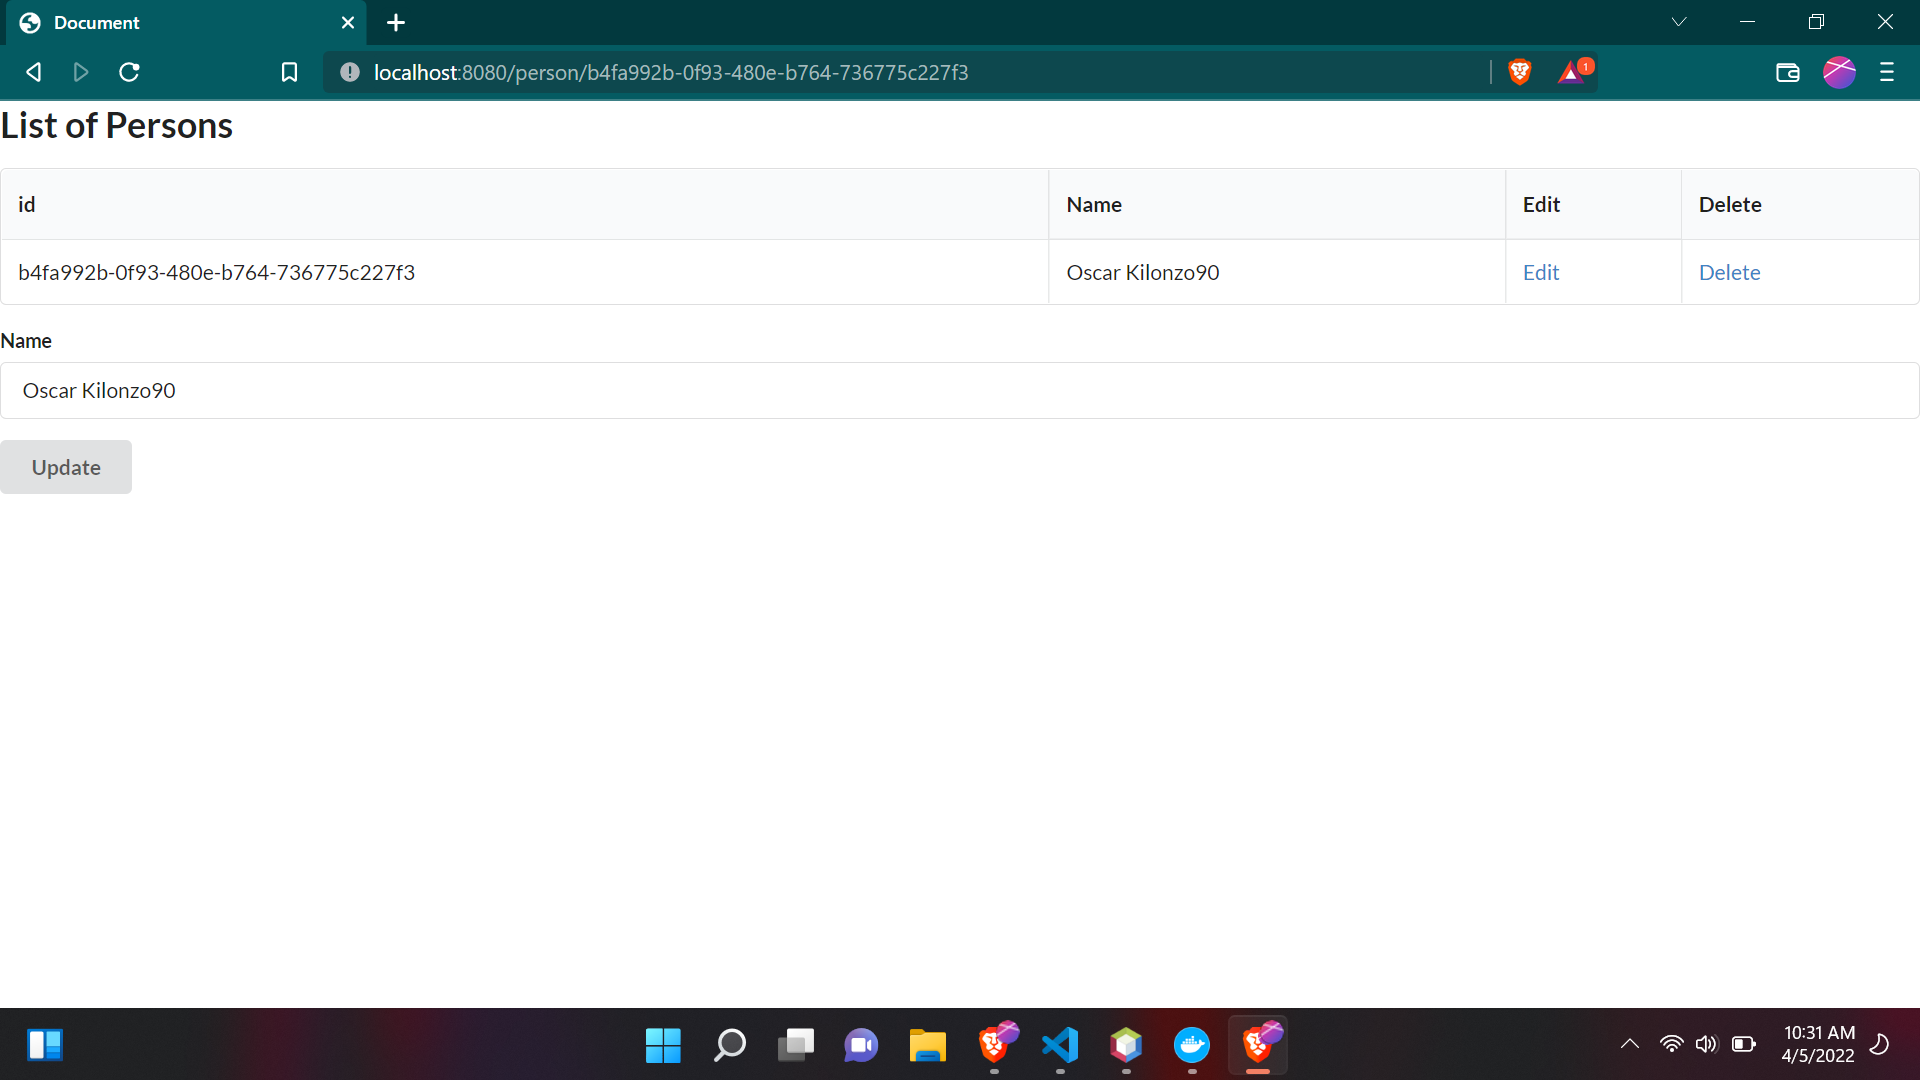 Document
localhost:8080/person/b4fa992b-0f93-480e-b764-736775c227f3
1
List of Persons
id Name Edit Delete
b4fa992b-0f93-480e-b764-736775c227f3 Oscar Kilonzo90 Edit Delete
Name
Oscar Kilonzo90
Update
10:31 AM
4/5/2022